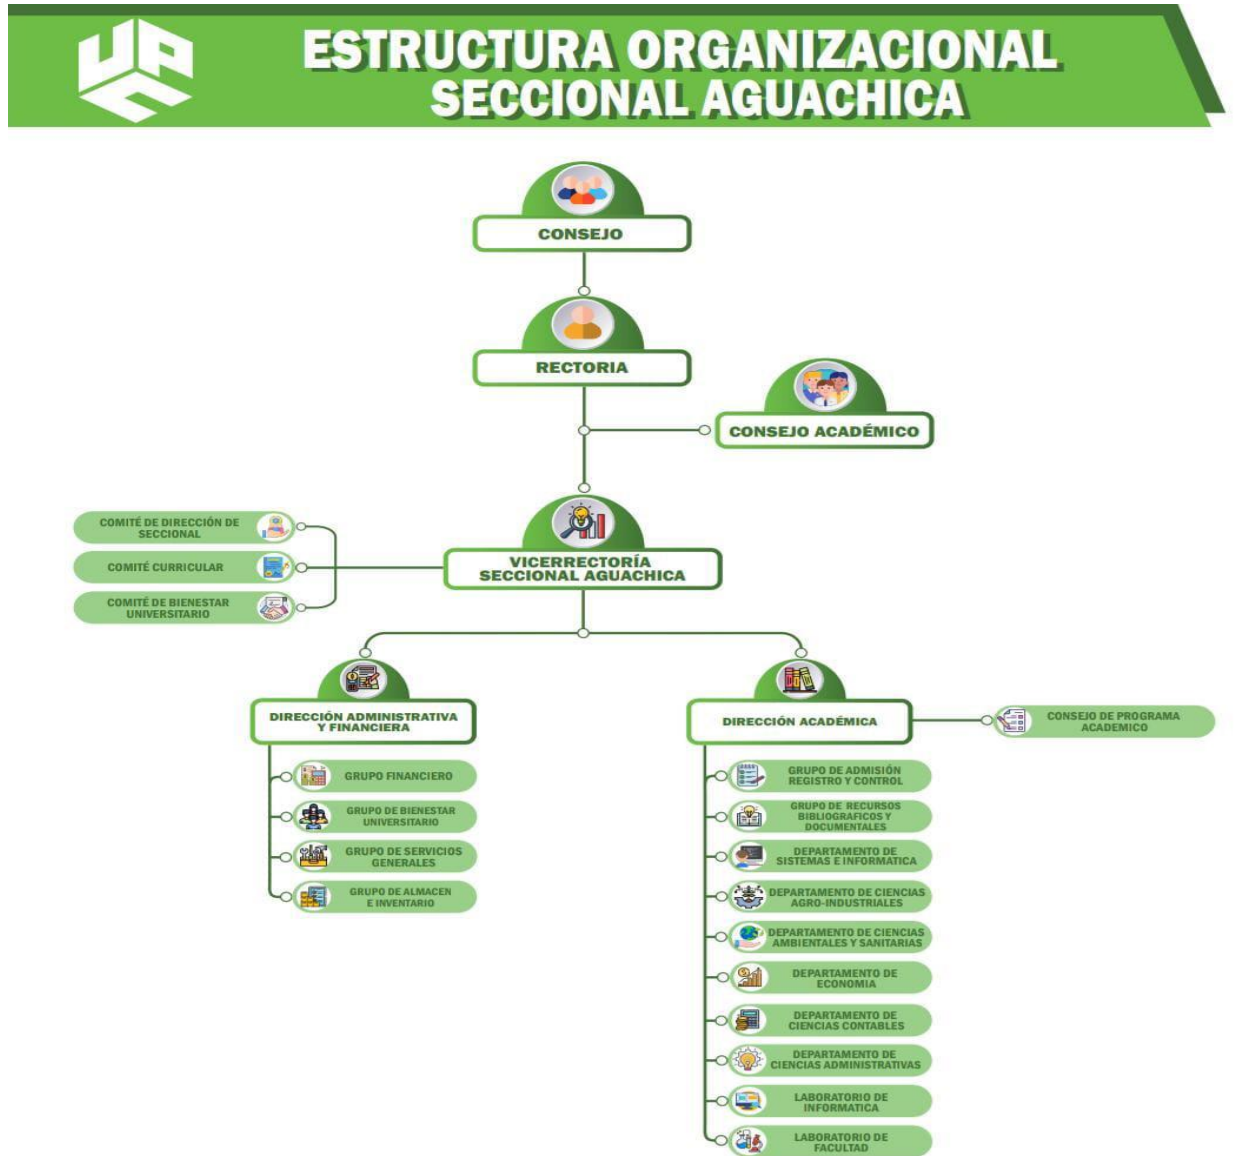 UPC
ESTRUCTURA ORGANIZACIONAL
SECCIONAL AGUACHICA
CONSEJO
RECTORIA
CONSEJO ACADÉMICO
COMITÉ DE DIRECCIÓN DE
SECCIONAL
COMITÉ CURRICULAR
COMITÉ DE BIENESTAR
UNIVERSITARIO
VICERRECTORÍA
SECCIONAL AGUACHICA
DIRECCIÓN ADMINISTRATIVA
Y FINANCIERA
GRUPO FINANCIERO
GRUPO DE BIENESTAR
UNIVERSITARIO
GRUPO DE SERVICIOS
GENERALES
GRUPO DE ALMACEN
E INVENTARIO
DIRECCIÓN ACADÉMICA
CONSEJO DE PROGRAMA
ACADEMICO
GRUPO DE ADMISIÓN
REGISTRO Y CONTROL
GRUPO DE RECURSOS
BIBLIOGRAFICOS Y
DOCUMENTALES
DEPARTAMENTO DE
SISTEMAS E INFORMATICA
DEPARTAMENTO DE CIENCIAS
AGRO-INDUSTRIALES
DEPARTAMENTO DE CIENCIAS
AMBIENTALES Y SANITARIAS
DEPARTAMENTO DE
ECONOMIA
DEPARTAMENTO DE
CIENCIAS CONTABLES
DEPARTAMENTO DE
CIENCIAS ADMINISTRATIVAS
LABORATORIO DE
INFORMATICA
LABORATORIO DE
FACULTAD